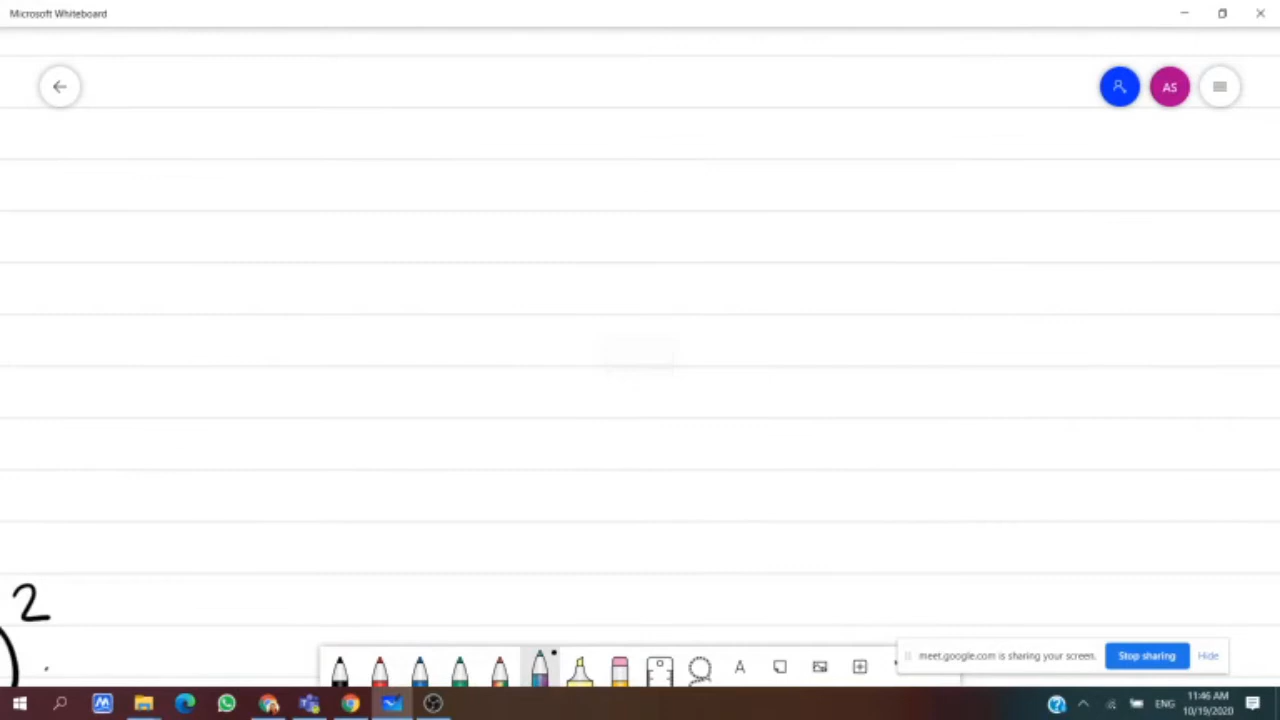 Microsoft Whiteboard
AS
2
)
A
meet.google.com is sharing your screen. Stop sharing Hide
ENG
11:46 AM
10/19/2020